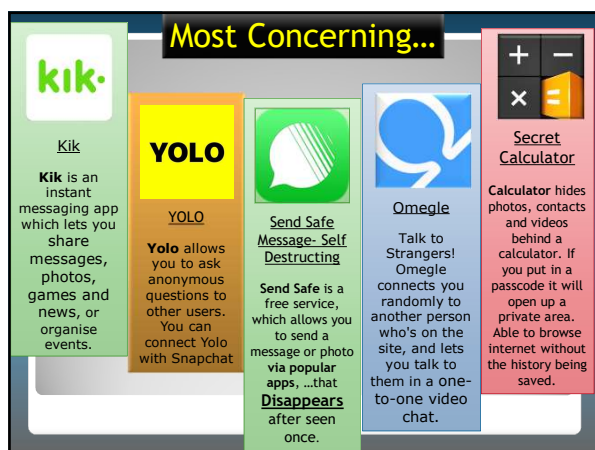 Most Concerning…
kik·
Kik
Kik is an
instant
messaging app
which lets you
share
messages,
photos,
games and
news, or
organise
events.
YOLO
YOLO
Yolo allows
you to ask
anonymous
questions to
other users.
You can
connect Yolo
with Snapchat
Send Safe
Message- Self
Destructing
Send Safe is a
free service,
which allows you
to send a
message or photo
via popular
apps, …that
Disappears
after seen
once.
Omegle
Talk to
Strangers!
Omegle
connects you
randomly to
another person
who's on the
site, and lets
you talk to
them in a one-
to-one video
chat.
+ −
× =
Secret
Calculator
Calculator hides
photos, contacts
and videos
behind a
calculator. If
you put in a
passcode it will
open up a
private area.
Able to browse
internet without
the history being
saved.